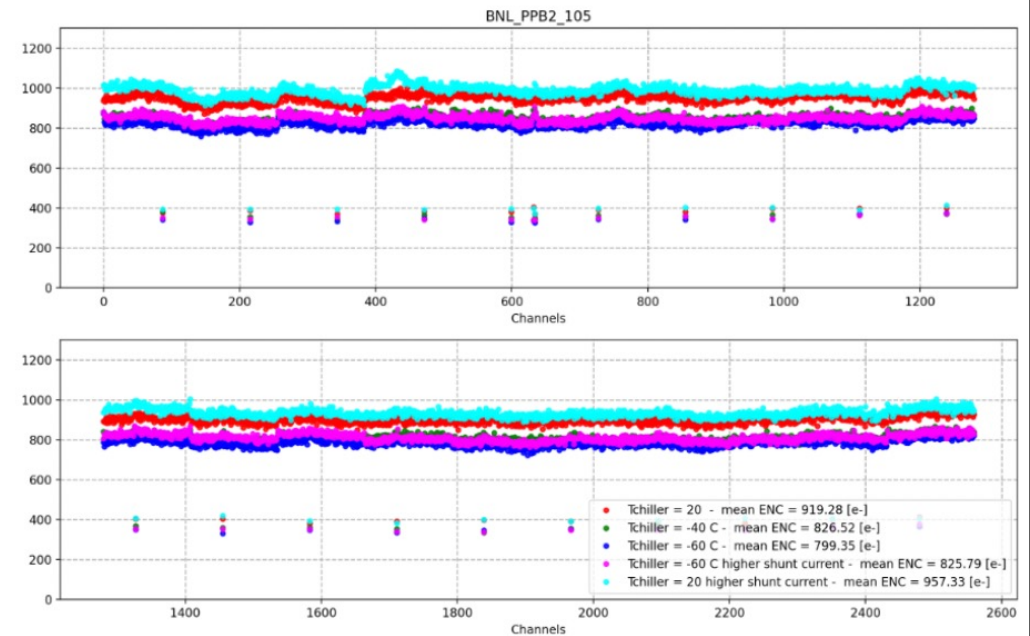 BNL_PPB2_105
1200
1000
800
600
400
200
0
0 200 400 600 800 1000 1200
Channels
1200
1000
800
600
400
200
0
Tchiller = 20  -  mean ENC = 919.28 [e-]
Tchiller = -40 C -  mean ENC = 826.52 [e-]
Tchiller = -60 C -  mean ENC = 799.35 [e-]
Tchiller = -60 C higher shunt current -  mean ENC = 825.79 [e-]
Tchiller = 20 higher shunt current -  mean ENC = 957.33 [e-]
1400 1600 1800 2000 2200 2400 2600
Channels